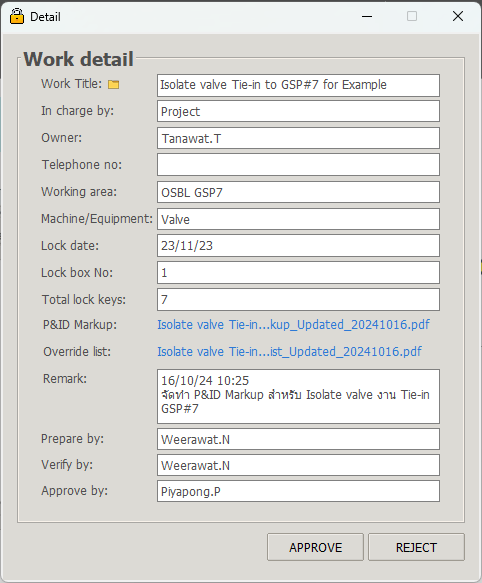 Detail
Work detail
Work Title: Isolate valve Tie-in to GSP#7 for Example
In charge by: Project
Owner: Tanawat.T
Telephone no:
Working area: OSBL GSP7
Machine/Equipment: Valve
Lock date: 23/11/23
Lock box No: 1
Total lock keys: 7
P&ID Markup: Isolate valve Tie-in...kup_Updated_20241016.pdf
Override list: Isolate valve Tie-in...ist_Updated_20241016.pdf
Remark: 16/10/24 10:25
จัดทำ P&ID Markup สำหรับ Isolate valve งาน Tie-in
GSP#7
Prepare by: Weerawat.N
Verify by: Weerawat.N
Approve by: Piyapong.P
APPROVE REJECT